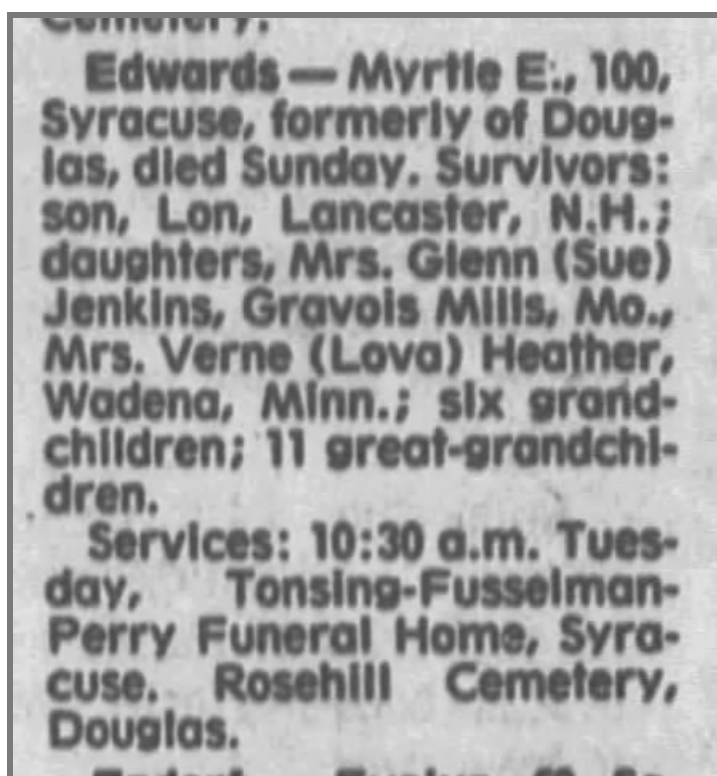 Cemetery.
Edwards — Myrtle E., 100,
Syracuse, formerly of Doug-
las, died Sunday. Survivors:
son, Lon, Lancaster, N.H.;
daughters, Mrs. Glenn (Sue)
Jenkins, Gravois Mills, Mo.,
Mrs. Verne (Lova) Heather,
Wadena, Minn.; six grand-
children; 11 great-grandchil-
dren.
Services: 10:30 a.m. Tues-
day, Tonsing-Fusselman-
Perry Funeral Home, Syra-
cuse. Rosehill Cemetery,
Douglas.